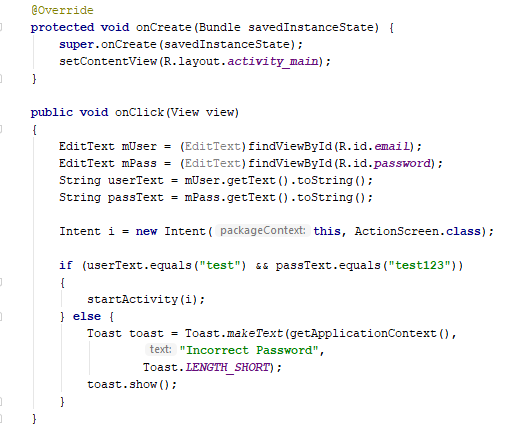 @Override
protected void onCreate(Bundle savedInstanceState) {
super.onCreate(savedInstanceState);
setContentView(R.layout.activity_main);
}
public void onClick(View view)
{
EditText mUser = (EditText)findViewById(R.id.email);
EditText mPass = (EditText)findViewById(R.id.password);
String userText = mUser.getText().toString();
String passText = mPass.getText().toString();
Intent i = new Intent( packageContext: this, ActionScreen.class);
if (userText.equals("test") && passText.equals("test123"))
{
startActivity(i);
} else {
Toast toast = Toast.makeText(getApplicationContext(),
text: "Incorrect Password",
Toast.LENGTH_SHORT);
toast.show();
}
}